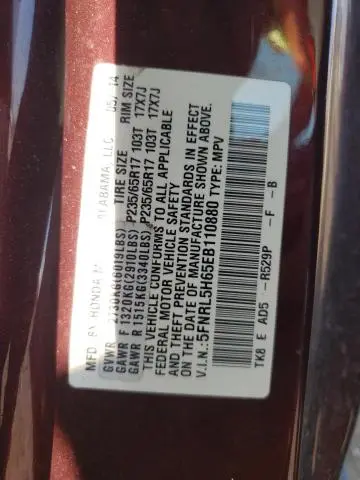 MFD. BY HONDA M ALABAMA, LLC. 05/14
GVWR 2730KG(6019LBS) TIRE SIZE RIM SIZE
GAWR F 1320KG(2910LBS) P235/65R17 103T 17X7J
GAWR R 1515KG(3340LBS) P235/65R17 103T 17X7J
THIS VEHICLE CONFORMS TO ALL APPLICABLE
FEDERAL MOTOR VEHICLE SAFETY
AND THEFT PREVENTION STANDARDS IN EFFECT
ON THE DATE OF MANUFACTURE SHOWN ABOVE.
V.I.N.: 5FNRL5H65EB110880 TYPE: MPV
TK8 E AD5 -R529P -F -B